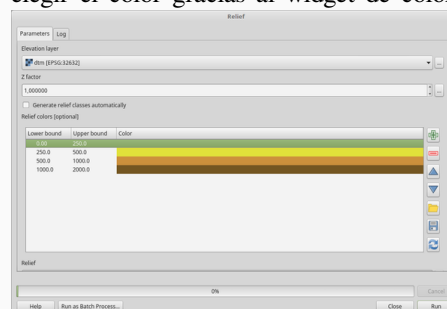 elegir el color gracias al widget de color
Relief
Parameters Log
Elevation layer
dtm [EPSG:32632]
Z factor
1,000000
Generate relief classes automatically
Relief colors [optional]
Lower bound Upper bound Color
0.00 250.0
250.0 500.0
500.0 1000.0
1000.0 2000.0
Relief
0% Cancel
Help Run as Batch Process... Close Run